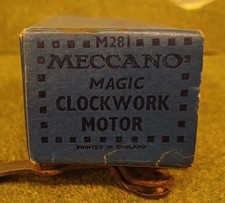 M281
MECCANO
MAGIC
CLOCKWORK
MOTOR
PRINTED IN ENGLAND